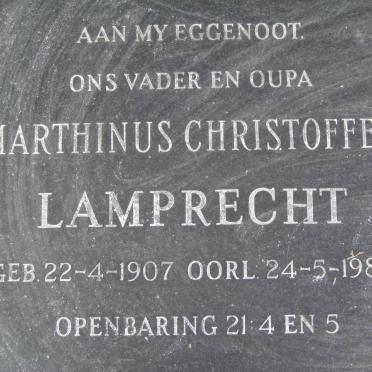 AAN MY EGGENOOT,
ONS VADER EN OUPA
MARTHINUS CHRISTOFFE
LAMPRECHT
GEB. 22-4-1907 OORL. 24-5-198
OPENBARING 21:4 EN 5